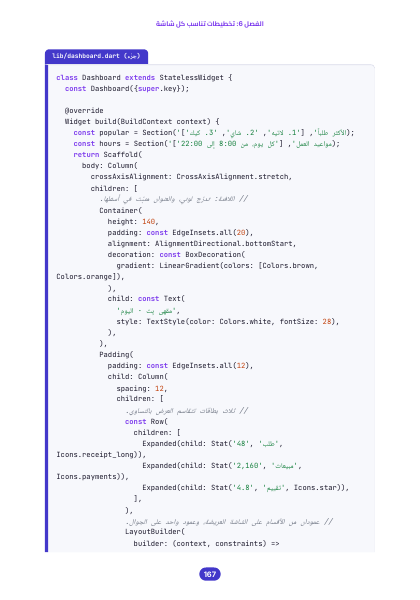 الفصل 6: تخطيطات تناسب كل شاشة
lib/dashboard.dart (جزء)
class Dashboard extends StatelessWidget {
const Dashboard({super.key});
@override
Widget build(BuildContext context) {
const popular = Section('الأكثر طلباً', ['1. لاتيه', '2. شاي', '3. كيك']);
const hours = Section('مواعيد العمل', ['كل يوم، من 8:00 إلى 22:00']);
return Scaffold(
body: Column(
crossAxisAlignment: CrossAxisAlignment.stretch,
children: [
// اللافتة: تدرّج لوني، والعنوان مثبّت في أسفلها.
Container(
height: 140,
padding: const EdgeInsets.all(20),
alignment: AlignmentDirectional.bottomStart,
decoration: const BoxDecoration(
gradient: LinearGradient(colors: [Colors.brown,
Colors.orange]),
),
child: const Text(
'مقهى بِت - اليوم',
style: TextStyle(color: Colors.white, fontSize: 28),
),
),
Padding(
padding: const EdgeInsets.all(12),
child: Column(
spacing: 12,
children: [
// ثلاث بطاقات تتقاسم العرض بالتساوي.
const Row(
children: [
Expanded(child: Stat('48', 'طلب',
Icons.receipt_long)),
Expanded(child: Stat('2,160', 'مبيعات',
Icons.payments)),
Expanded(child: Stat('4.8', 'تقييم', Icons.star)),
],
),
// عمودان من الأقسام على الشاشة العريضة، وعمود واحد على الجوال.
LayoutBuilder(
builder: (context, constraints) =>
167